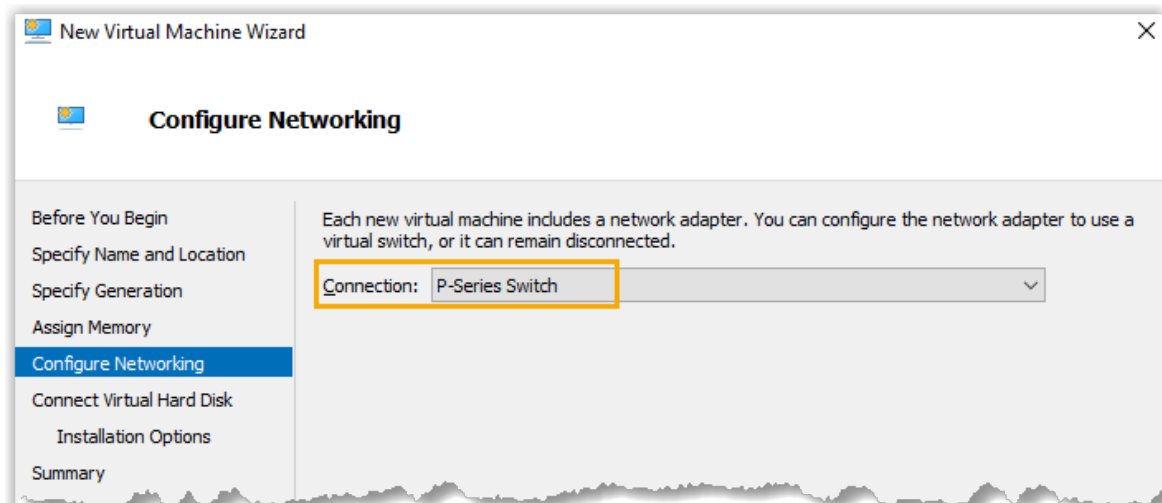 New Virtual Machine Wizard
Configure Networking
Before You Begin
Specify Name and Location
Specify Generation
Assign Memory
Configure Networking
Connect Virtual Hard Disk
Installation Options
Summary
Each new virtual machine includes a network adapter. You can configure the network adapter to use a
virtual switch, or it can remain disconnected.
Connection: P-Series Switch